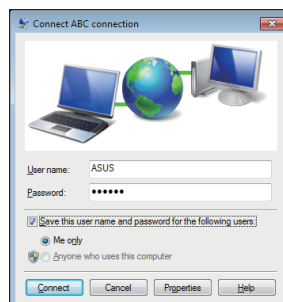 Connect ABC connection
User name: ASUS
Password: ••••••
Save this user name and password for the following users:
Me only
Anyone who uses this computer
Connect Cancel Properties Help